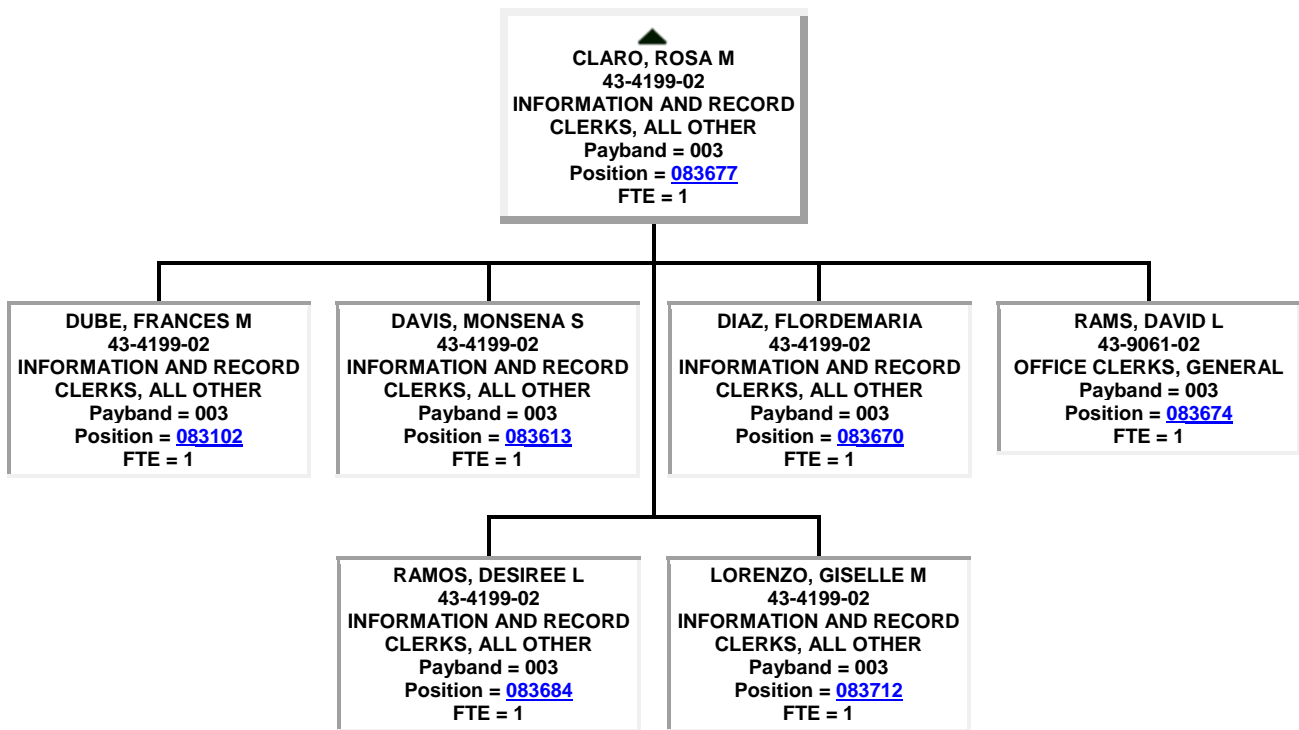 CLARO, ROSA M
43-4199-02
INFORMATION AND RECORD
CLERKS, ALL OTHER
Payband = 003
Position = 083677
FTE = 1
DUBE, FRANCES M
43-4199-02
INFORMATION AND RECORD
CLERKS, ALL OTHER
Payband = 003
Position = 083102
FTE = 1
DAVIS, MONSENA S
43-4199-02
INFORMATION AND RECORD
CLERKS, ALL OTHER
Payband = 003
Position = 083613
FTE = 1
DIAZ, FLORDEMARIA
43-4199-02
INFORMATION AND RECORD
CLERKS, ALL OTHER
Payband = 003
Position = 083670
FTE = 1
RAMS, DAVID L
43-9061-02
OFFICE CLERKS, GENERAL
Payband = 003
Position = 083674
FTE = 1
RAMOS, DESIREE L
43-4199-02
INFORMATION AND RECORD
CLERKS, ALL OTHER
Payband = 003
Position = 083684
FTE = 1
LORENZO, GISELLE M
43-4199-02
INFORMATION AND RECORD
CLERKS, ALL OTHER
Payband = 003
Position = 083712
FTE = 1